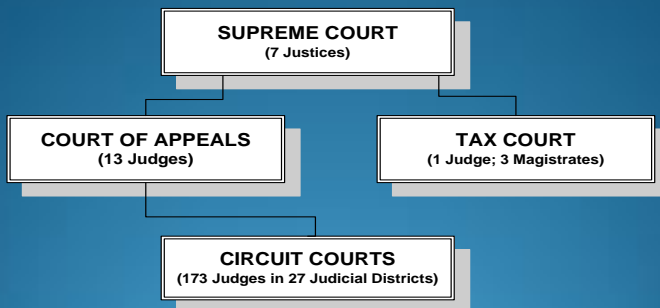 SUPREME COURT
(7 Justices)
COURT OF APPEALS
(13 Judges)
TAX COURT
(1 Judge; 3 Magistrates)
CIRCUIT COURTS
(173 Judges in 27 Judicial Districts)